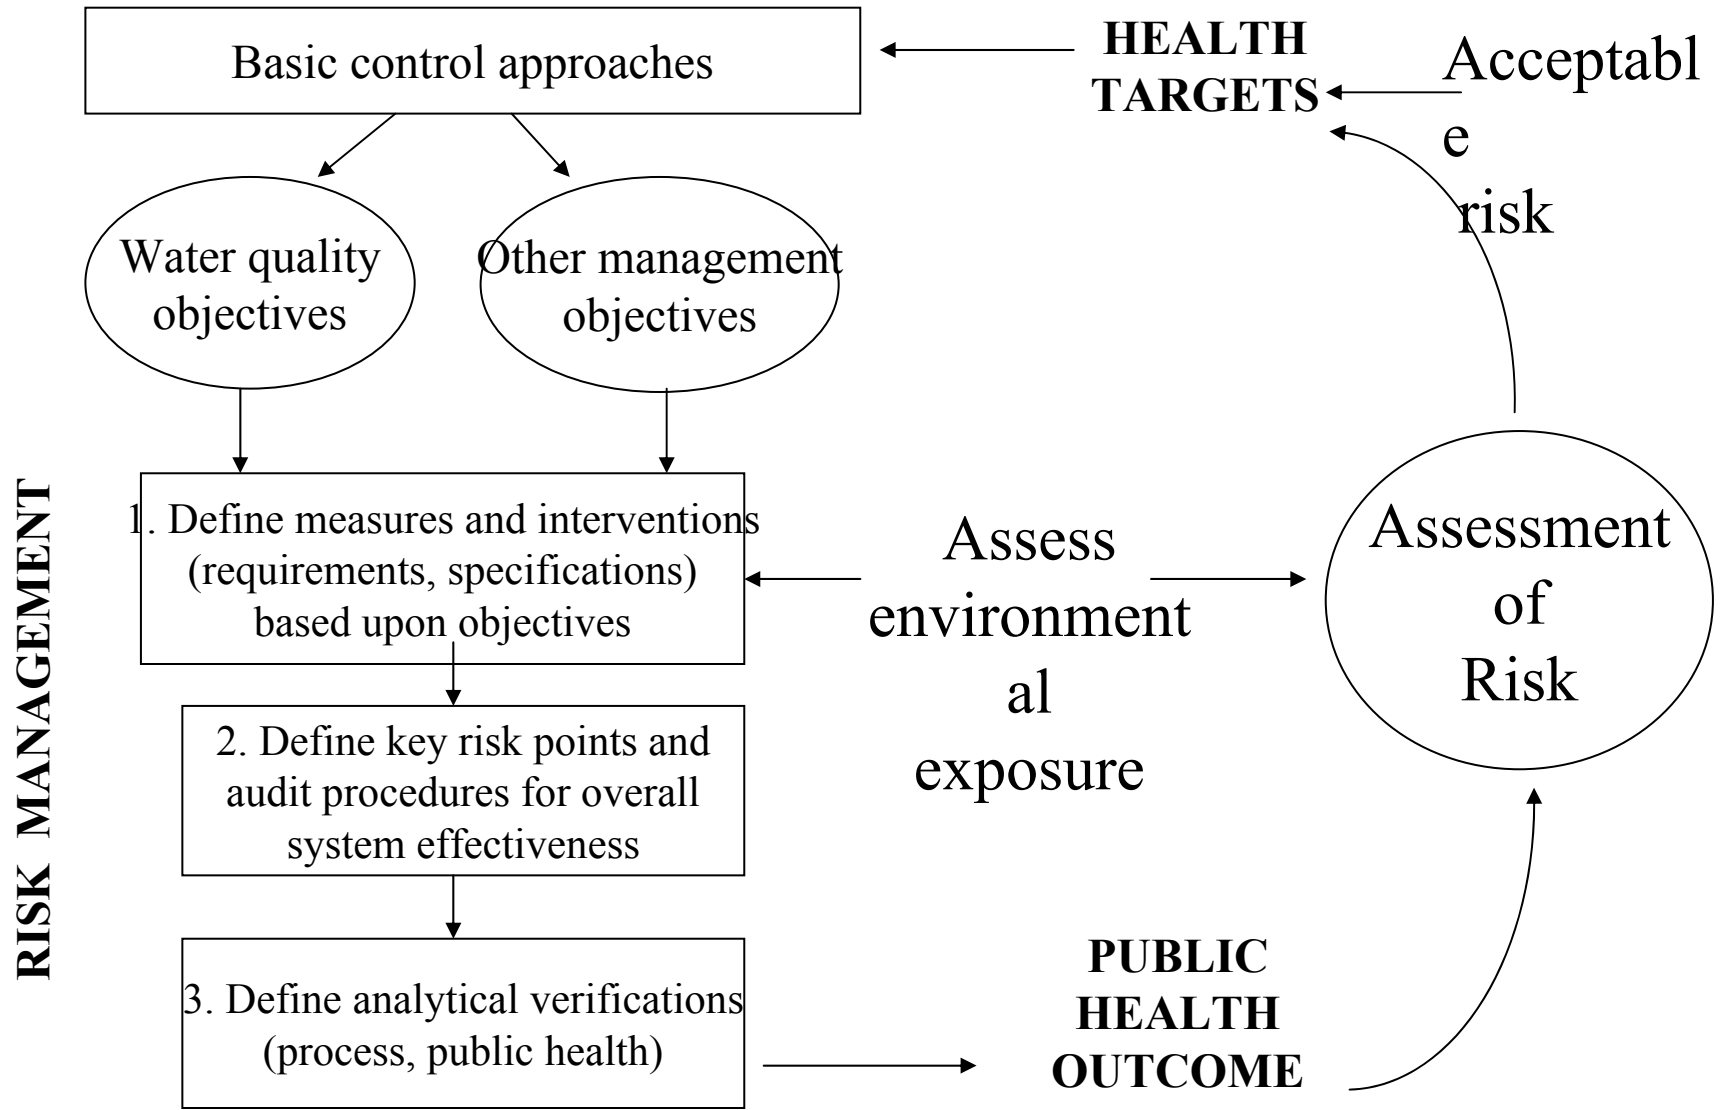 Basic control approaches
HEALTH
TARGETS
Acceptabl
e
risk
Water quality
objectives
Other management
objectives
RISK MANAGEMENT
1. Define measures and interventions
(requirements, specifications)
based upon objectives
Assess
environment
al
exposure
Assessment
of
Risk
2. Define key risk points and
audit procedures for overall
system effectiveness
3. Define analytical verifications
(process, public health)
PUBLIC
HEALTH
OUTCOME